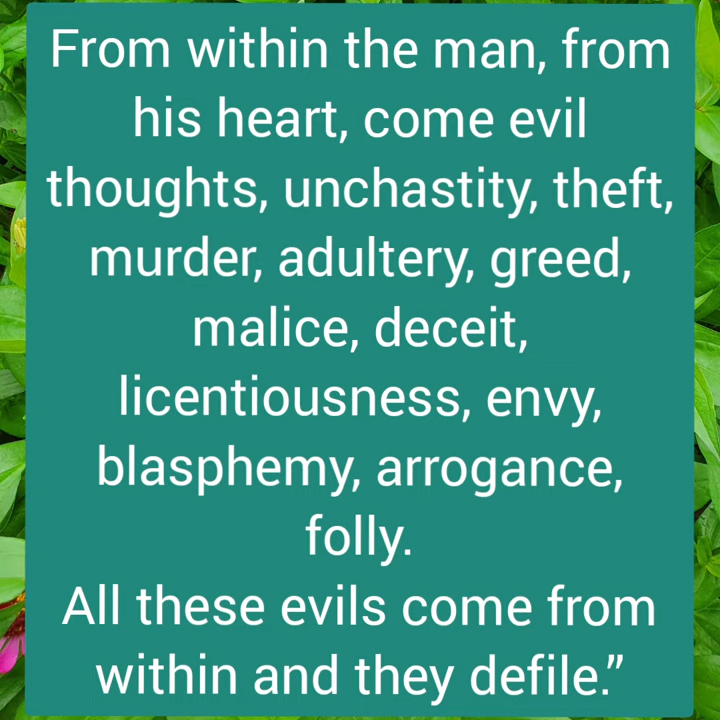 From within the man, from
his heart, come evil
thoughts, unchastity, theft,
murder, adultery, greed,
malice, deceit,
licentiousness, envy,
blasphemy, arrogance,
folly.
All these evils come from
within and they defile.”